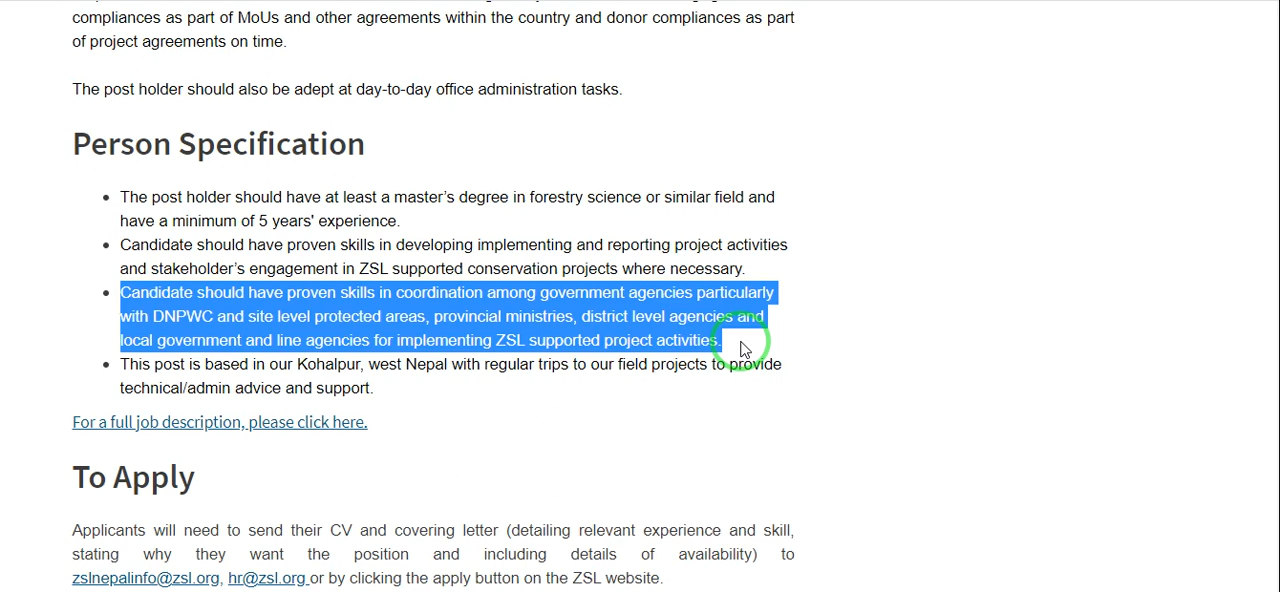 compliances as part of MoUs and other agreements within the country and donor compliances as part
of project agreements on time.
The post holder should also be adept at day-to-day office administration tasks.
Person Specification
• The post holder should have at least a master's degree in forestry science or similar field and
have a minimum of 5 years' experience.
• Candidate should have proven skills in developing implementing and reporting project activities
and stakeholder's engagement in ZSL supported conservation projects where necessary.
• Candidate should have proven skills in coordination among government agencies particularly
with DNPWC and site level protected areas, provincial ministries, district level agencies and
local government and line agencies for implementing ZSL supported project activities.
• This post is based in our Kohalpur, west Nepal with regular trips to our field projects to provide
technical/admin advice and support.
For a full job description, please click here.
To Apply
Applicants will need to send their CV and covering letter (detailing relevant experience and skill,
stating why they want the position and including details of availability) to
zslnepalinfo@zsl.org, hr@zsl.org or by clicking the apply button on the ZSL website.